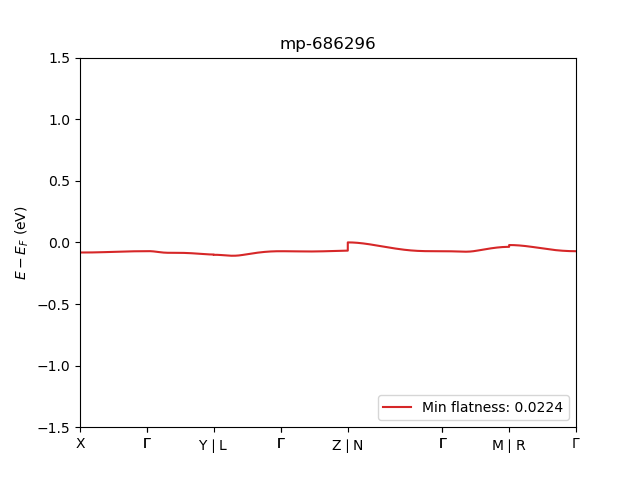 mp-686296
E − E_F (eV)
1.5
1.0
0.5
0.0
−0.5
−1.0
−1.5
Min flatness: 0.0224
X Γ Y | L Γ Z | N Γ M | R Γ